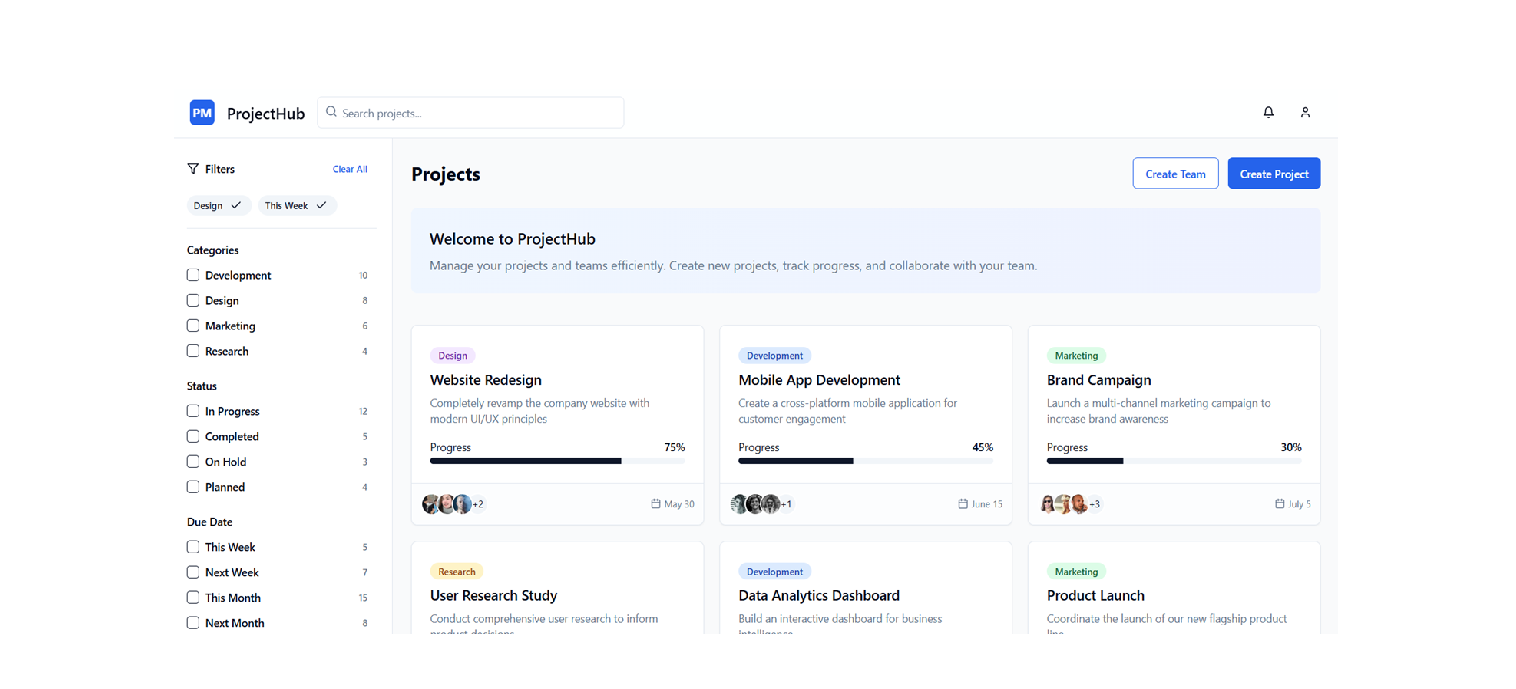 PM ProjectHub Search projects...
Filters Clear All
Design This Week
Categories
Development 10
Design 8
Marketing 6
Research 4
Status
In Progress 12
Completed 5
On Hold 3
Planned 4
Due Date
This Week 5
Next Week 7
This Month 15
Next Month 8
Projects Create Team Create Project
Welcome to ProjectHub
Manage your projects and teams efficiently. Create new projects, track progress, and collaborate with your team.
Design
Website Redesign
Completely revamp the company website with
modern UI/UX principles
Progress 75%
+2 May 30
Development
Mobile App Development
Create a cross-platform mobile application for
customer engagement
Progress 45%
+1 June 15
Marketing
Brand Campaign
Launch a multi-channel marketing campaign to
increase brand awareness
Progress 30%
+3 July 5
Research
User Research Study
Conduct comprehensive user research to inform
product decisions
Development
Data Analytics Dashboard
Build an interactive dashboard for business
intelligence
Marketing
Product Launch
Coordinate the launch of our new flagship product
line